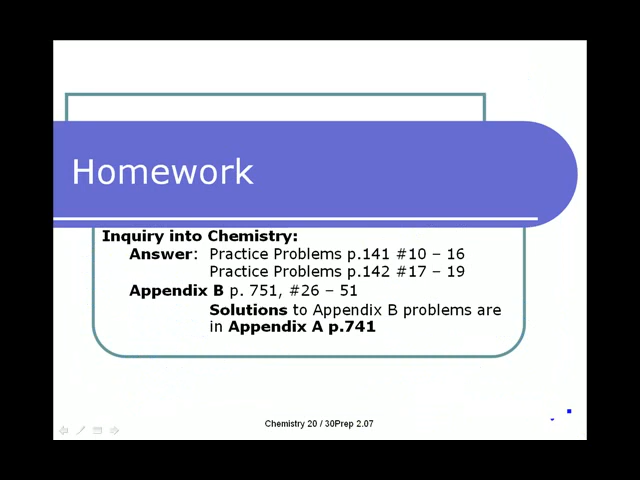 Homework
Inquiry into Chemistry:
Answer: Practice Problems p.141 #10 – 16
Practice Problems p.142 #17 – 19
Appendix B p. 751, #26 – 51
Solutions to Appendix B problems are
in Appendix A p.741
Chemistry 20 / 30Prep 2.07